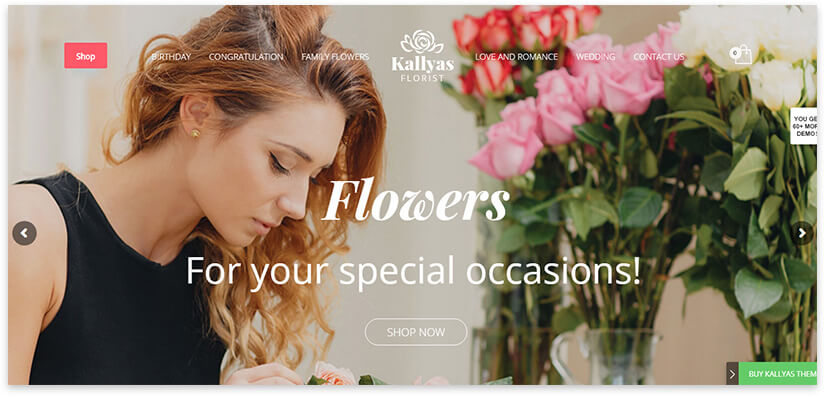 Shop
BIRTHDAY
CONGRATULATION
FAMILY FLOWERS
Kallyas
FLORIST
LOVE AND ROMANCE
WEDDING
CONTACT US
0
YOU GE
60+ MOR
DEMO
Flowers
For your special occasions!
SHOP NOW
BUY KALLYAS THEM